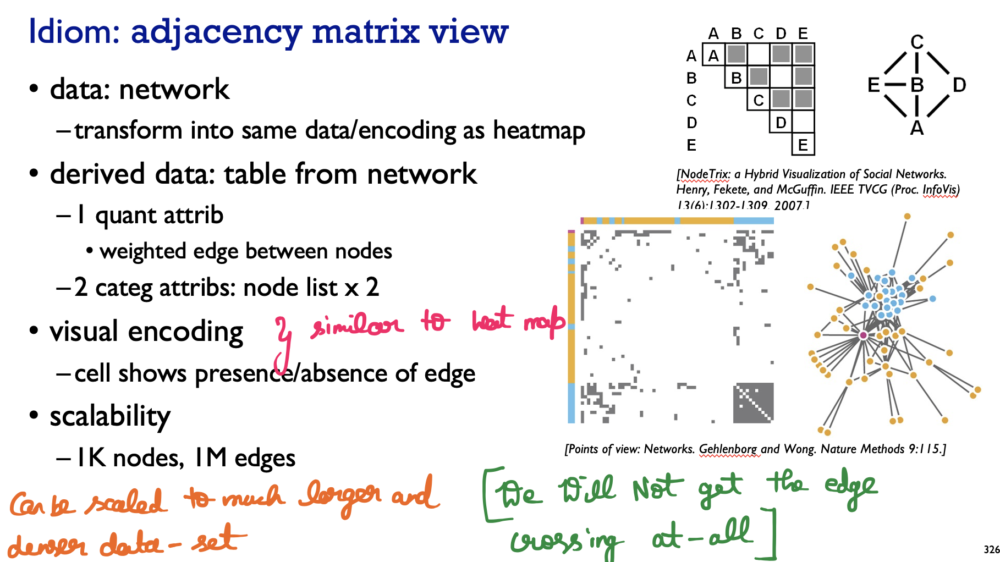 Idiom: adjacency matrix view
• data: network
– transform into same data/encoding as heatmap
• derived data: table from network
– 1 quant attrib
• weighted edge between nodes
– 2 categ attribs: node list x 2
• visual encoding
} similar to heat map
– cell shows presence/absence of edge
• scalability
– 1K nodes, 1M edges
Can be scaled to much larger and
denser data-set
A B C D E
A A
B B
C C
D D
E E
C
E B D
A
[NodeTrix: a Hybrid Visualization of Social Networks.
Henry, Fekete, and McGuffin. IEEE TVCG (Proc. InfoVis)
13(6):1302-1309, 2007.]
[Points of view: Networks. Gehlenborg and Wong. Nature Methods 9:115.]
[We Will Not get the edge
crossing at-all]
326